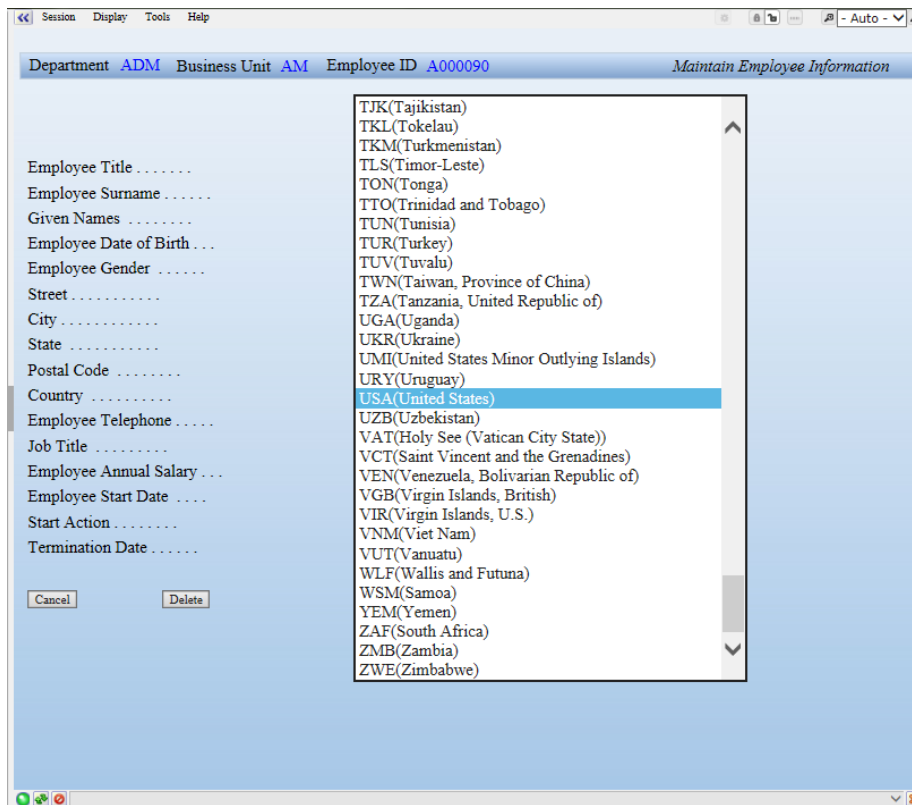 Session Display Tools Help
- Auto -
Department ADM Business Unit AM Employee ID A000090 Maintain Employee Information
Employee Title . . . . . . .
Employee Surname . . . . . .
Given Names . . . . . . . .
Employee Date of Birth . . .
Employee Gender . . . . . .
Street . . . . . . . . . . .
City . . . . . . . . . . . .
State . . . . . . . . . . .
Postal Code . . . . . . . .
Country . . . . . . . . . .
Employee Telephone . . . . .
Job Title . . . . . . . . .
Employee Annual Salary . . .
Employee Start Date . . . .
Start Action . . . . . . . .
Termination Date . . . . . .
Cancel Delete
TJK(Tajikistan)
TKL(Tokelau)
TKM(Turkmenistan)
TLS(Timor-Leste)
TON(Tonga)
TTO(Trinidad and Tobago)
TUN(Tunisia)
TUR(Turkey)
TUV(Tuvalu)
TWN(Taiwan, Province of China)
TZA(Tanzania, United Republic of)
UGA(Uganda)
UKR(Ukraine)
UMI(United States Minor Outlying Islands)
URY(Uruguay)
USA(United States)
UZB(Uzbekistan)
VAT(Holy See (Vatican City State))
VCT(Saint Vincent and the Grenadines)
VEN(Venezuela, Bolivarian Republic of)
VGB(Virgin Islands, British)
VIR(Virgin Islands, U.S.)
VNM(Viet Nam)
VUT(Vanuatu)
WLF(Wallis and Futuna)
WSM(Samoa)
YEM(Yemen)
ZAF(South Africa)
ZMB(Zambia)
ZWE(Zimbabwe)